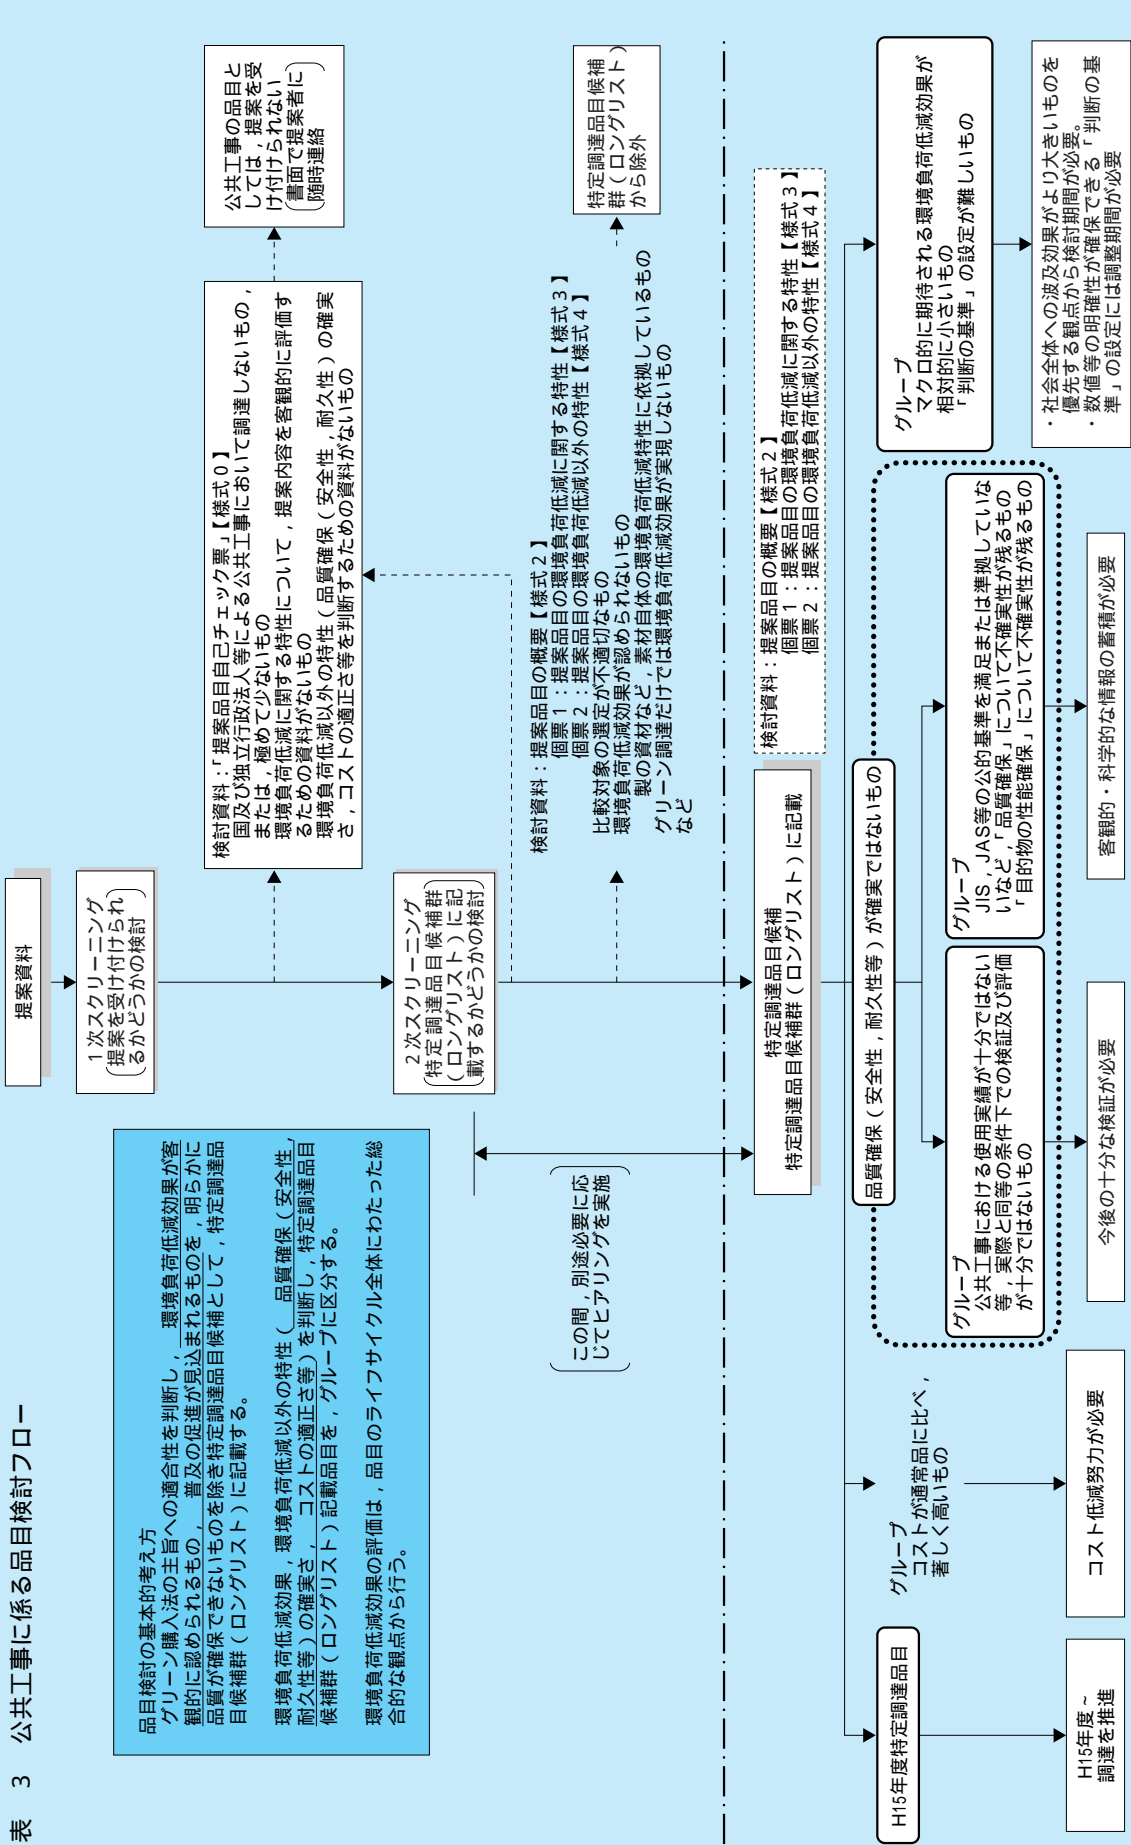 表　3　公共工事に係る品目検討フロー
品目検討の基本的考え方
グリーン購入法の主旨への適合性を判断し，　環境負荷低減効果が客
観的に認められるもの，　普及の促進が見込まれるものを，明らかに
品質が確保できないものを除き特定調達品目候補として，特定調達品
目候補群（ロングリスト）に記載する。
環境負荷低減効果，環境負荷低減以外の特性（　品質確保（安全性，
耐久性等）の確実さ，　コストの適正さ等）を判断し，特定調達品目
候補群（ロングリスト）記載品目を，グループに区分する。
環境負荷低減効果の評価は，品目のライフサイクル全体にわたった総
合的な観点から行う。
提案資料
1次スクリーニング
（提案を受け付けられ
るかどうかの検討）
検討資料：「提案品目自己チェック票」【様式０】
国及び独立行政法人等による公共工事において調達しないもの，
または，極めて少ないもの
環境負荷低減に関する特性について，提案内容を客観的に評価す
るための資料がないもの
環境負荷低減以外の特性（品質確保（安全性，耐久性）の確実
さ，コストの適正さ等を判断するための資料がないもの
公共工事の品目と
しては，提案を受
け付けられない
（書面で提案者に
随時連絡）
2次スクリーニング
（特定調達品目候補群
（ロングリスト）に記
載するかどうかの検討）
検討資料：提案品目の概要【様式２】
個票１：提案品目の環境負荷低減に関する特性【様式３】
個票２：提案品目の環境負荷低減以外の特性【様式４】
比較対象の選定が不適切なもの
環境負荷低減効果が認められないもの
製の資材など，素材自体の環境負荷低減特性に依拠しているもの
グリーン調達だけでは環境負荷低減効果が実現しないもの
など
特定調達品目候補
群（ロングリスト）
から除外
（この間，別途必要に応
じてヒアリングを実施）
特定調達品目候補
特定調達品目候補群（ロングリスト）に記載
検討資料：提案品目の概要【様式２】
個票１：提案品目の環境負荷低減に関する特性【様式３】
個票２：提案品目の環境負荷低減以外の特性【様式４】
H15年度特定調達品目
H15年度～
調達を推進
グループ
コストが通常品に比べ，
著しく高いもの
コスト低減努力が必要
品質確保（安全性，耐久性等）が確実ではないもの
グループ
公共工事における使用実績が十分ではない
等，実際と同等の条件下での検証及び評価
が十分ではないもの
今後の十分な検証が必要
グループ
JIS，JAS等の公的基準を満足または準拠していな
いなど，「品質確保」について不確実性が残るもの
「目的物の性能確保」について不確実性が残るもの
客観的・科学的な情報の蓄積が必要
グループ
マクロ的に期待される環境負荷低減効果が
相対的に小さいもの
「判断の基準」の設定が難しいもの
・社会全体への波及効果がより大きいものを
優先する観点から検討期間が必要。
・数値等の明確性が確保できる「判断の基
準」の設定には調整期間が必要